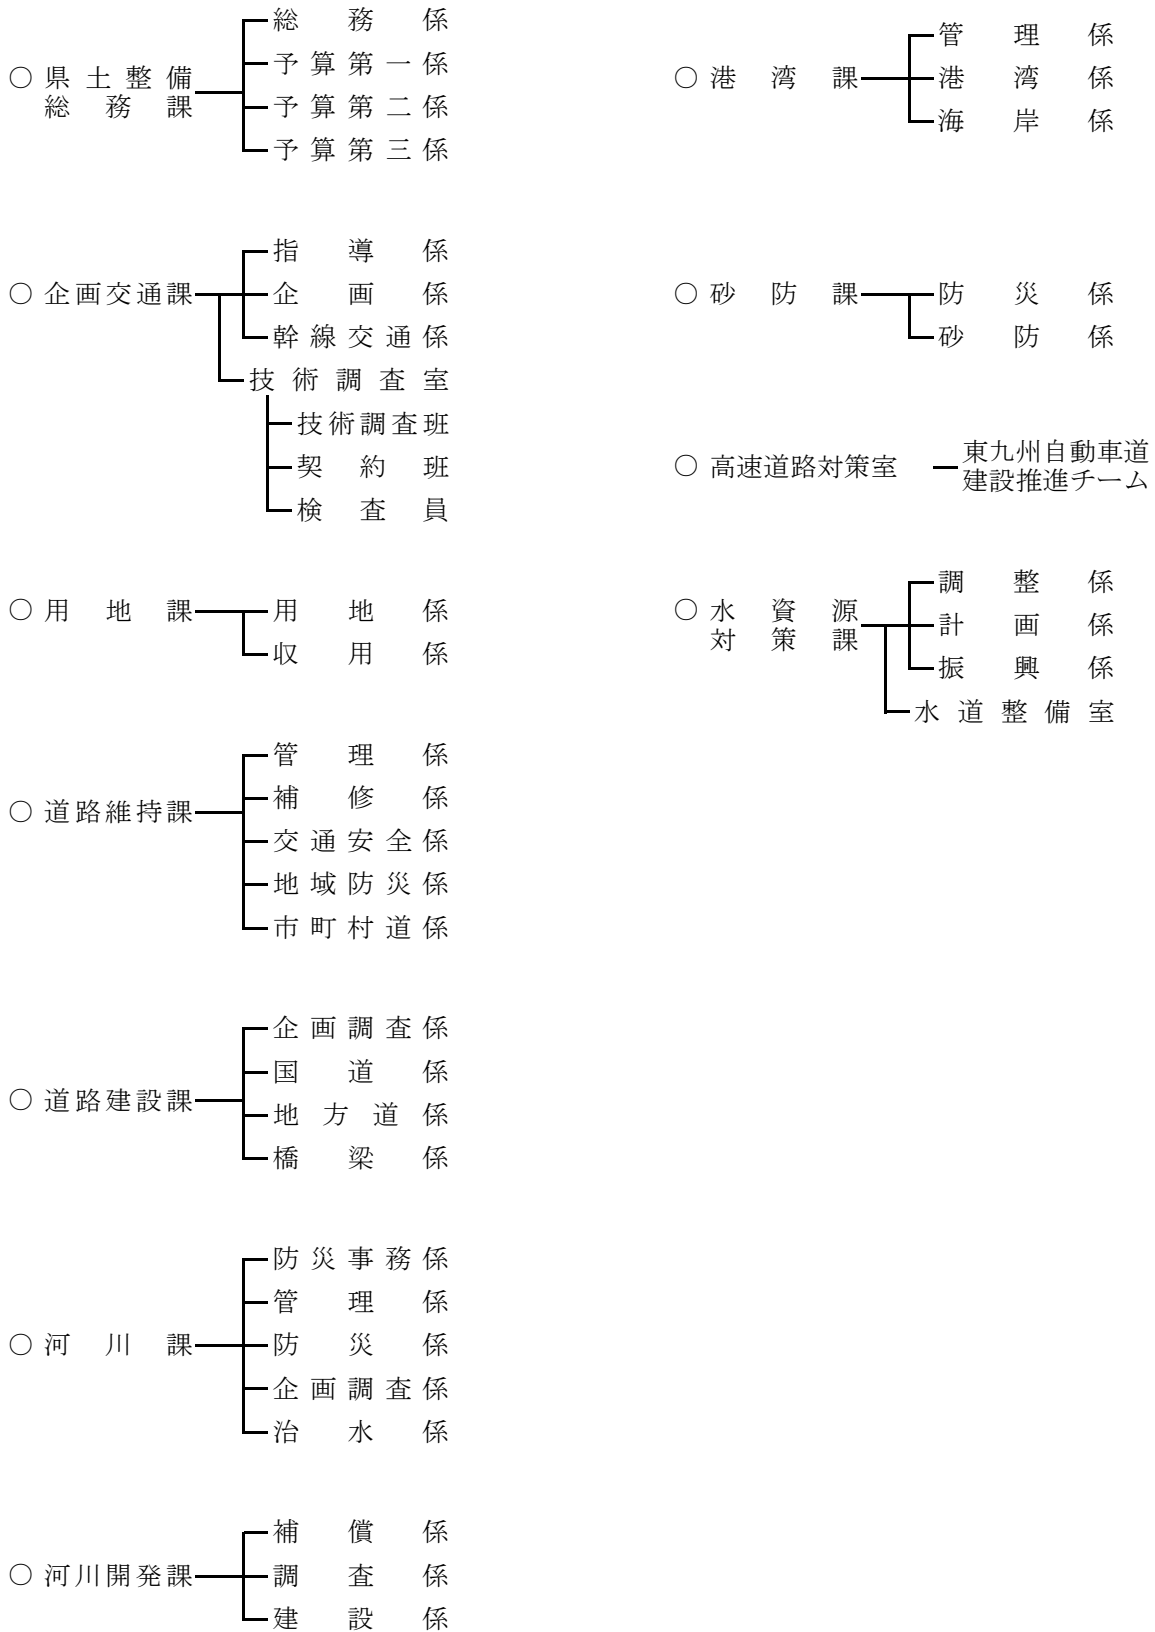 ○ 県土整備
総務課
総務係
予算第一係
予算第二係
予算第三係
○ 企画交通課
指導係
企画係
幹線交通係
技術調査室
技術調査班
契約班
検査員
○ 用地課
用地係
収用係
○ 道路維持課
管理係
補修係
交通安全係
地域防災係
市町村道係
○ 道路建設課
企画調査係
国道係
地方道係
橋梁係
○ 河川課
防災事務係
管理係
防災係
企画調査係
治水係
○ 河川開発課
補償係
調査係
建設係
○ 港湾課
管理係
港湾係
海岸係
○ 砂防課
防災係
砂防係
○ 高速道路対策室
東九州自動車道
建設推進チーム
○ 水資源
対策課
調整係
計画係
振興係
水道整備室